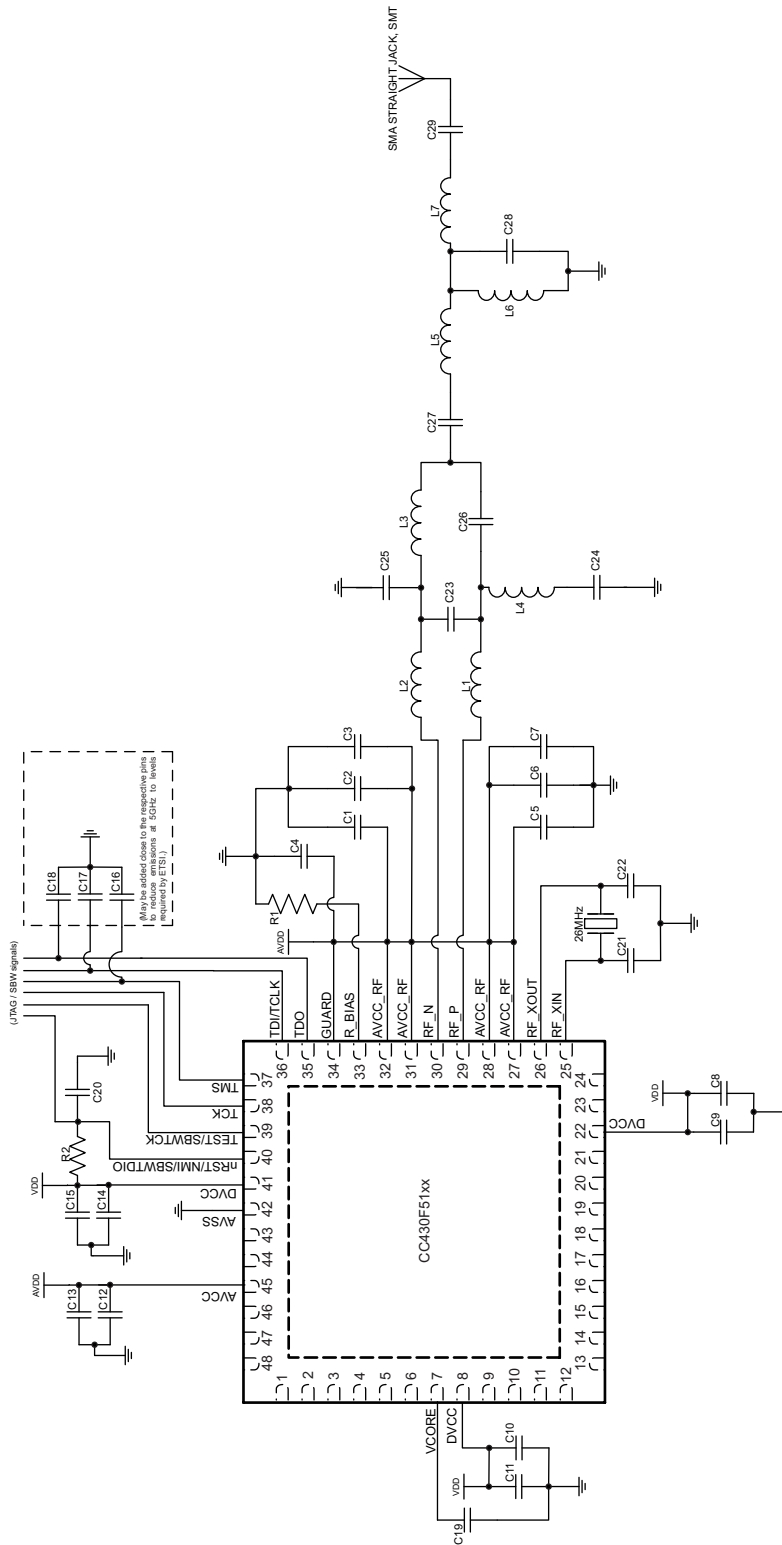 SMA STRAIGHT JACK, SMT
C29
L7
C28
L6
L5
C27
L3
C26
C25
C23
C24
L4
L2
L1
(May be added close to the respective pins
to reduce emissions at 5GHz to levels
required by ETSI.)
C18
C17
C16
C3
C2
C1
C4
R1
AVDD
C7
C6
C5
C22
26MHz
C21
(JTAG / SBW signals)
TDI/TCLK
TDO
GUARD
R_BIAS
AVCC_RF
AVCC_RF
RF_N
RF_P
AVCC_RF
AVCC_RF
RF_XOUT
RF_XIN
36
35
34
33
32
31
30
29
28
27
26
25
C20
R2
VDD
C15
C14
AVDD
C13
C12
TMS
TCK
TEST/SBWTCK
nRST/NMI/SBWTDIO
DVCC
AVSS
AVCC
37
38
39
40
41
42
43
44
45
46
47
48
CC430F51xx
24
23
22
21
20
19
18
17
16
15
14
13
DVCC
VDD
C8
C9
1
2
3
4
5
6
7
8
9
10
11
12
VCORE
DVCC
VDD
C10
C11
C19